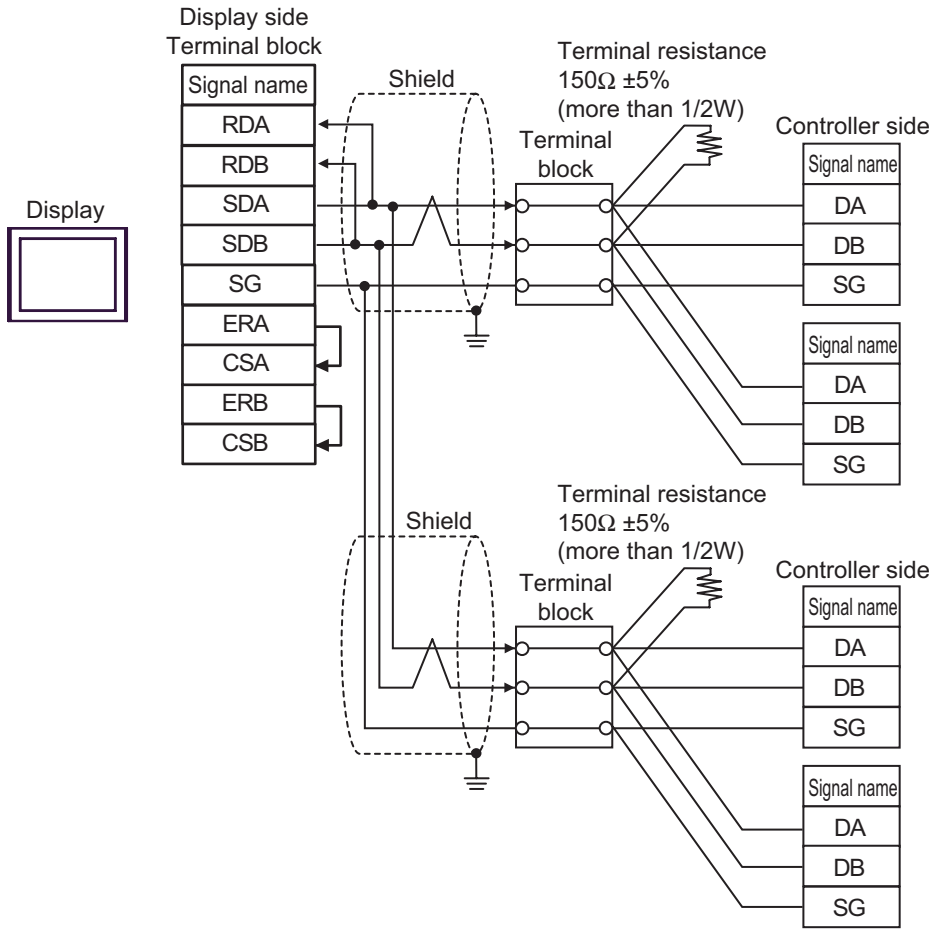 Display side
Terminal block
Signal name
RDA
RDB
SDA
SDB
SG
ERA
CSA
ERB
CSB
Display
Shield
Terminal resistance
150Ω ±5%
(more than 1/2W)
Terminal
block
Controller side
Signal name
DA
DB
SG
Signal name
DA
DB
SG
Shield
Terminal resistance
150Ω ±5%
(more than 1/2W)
Terminal
block
Controller side
Signal name
DA
DB
SG
Signal name
DA
DB
SG